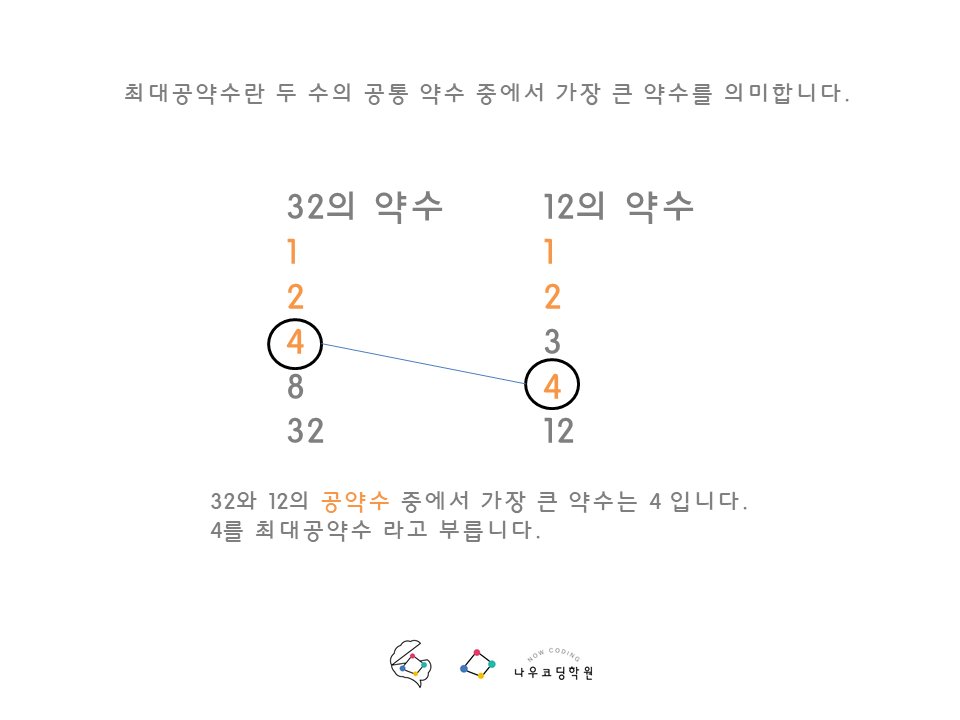 최대공약수란 두 수의 공통 약수 중에서 가장 큰 약수를 의미합니다.
32의 약수
1
2
4
8
32
12의 약수
1
2
3
4
12
32와 12의 공약수 중에서 가장 큰 약수는 4 입니다.
4를 최대공약수 라고 부릅니다.
NOW CODING
나우코딩학원